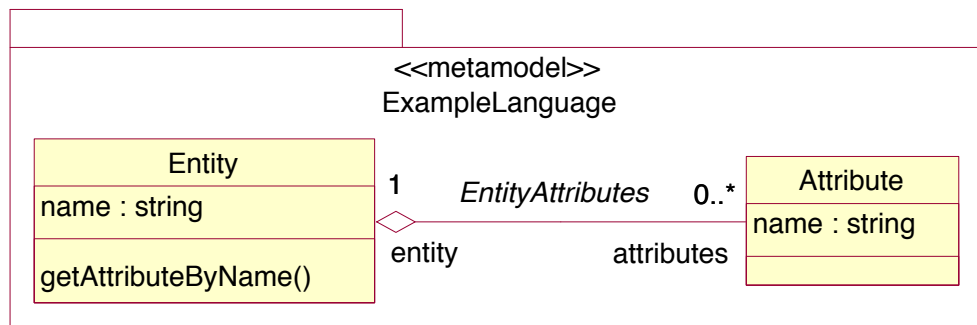 <<metamodel>>
ExampleLanguage
Entity
name : string
getAttributeByName()
1
EntityAttributes
0..*
entity
attributes
Attribute
name : string